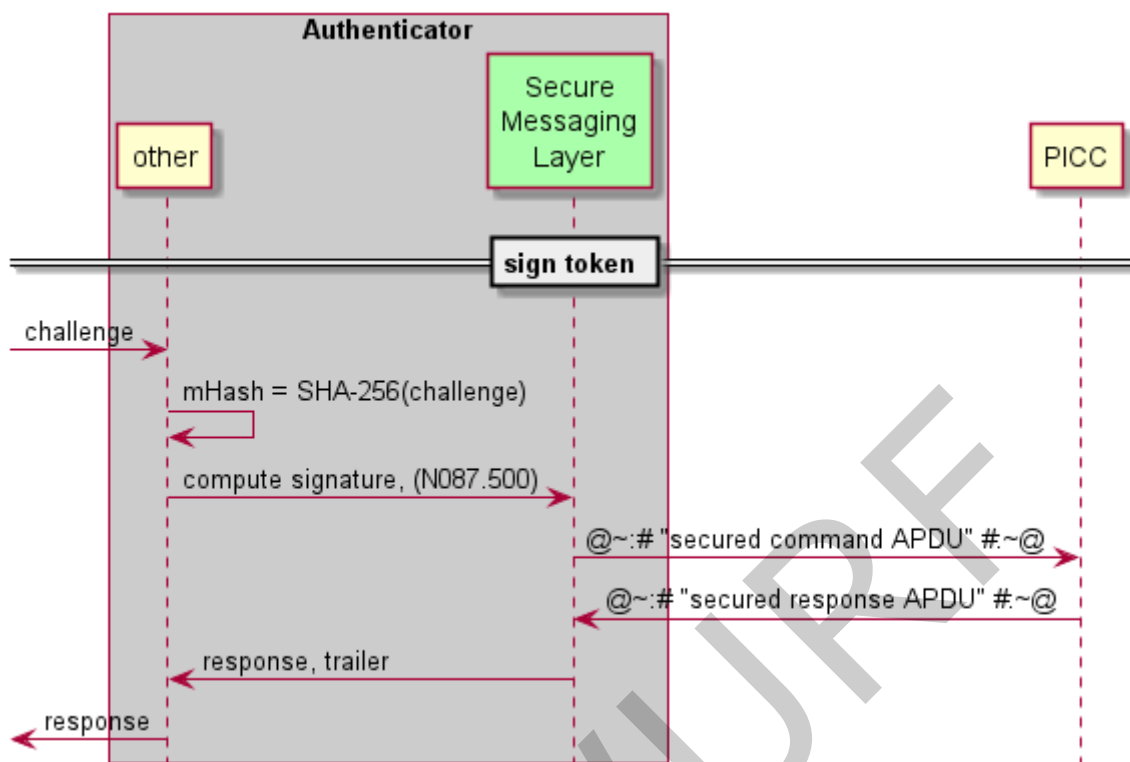 Authenticator
Secure
Messaging
Layer
other
PICC
sign token
challenge
mHash = SHA-256(challenge)
compute signature, (N087.500)
@~:# "secured command APDU" #:~@
@~:# "secured response APDU" #:~@
response, trailer
response